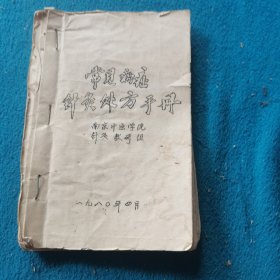 常见病症
针灸处方手册
南京中医学院
针灸教研组
一九八〇年四月